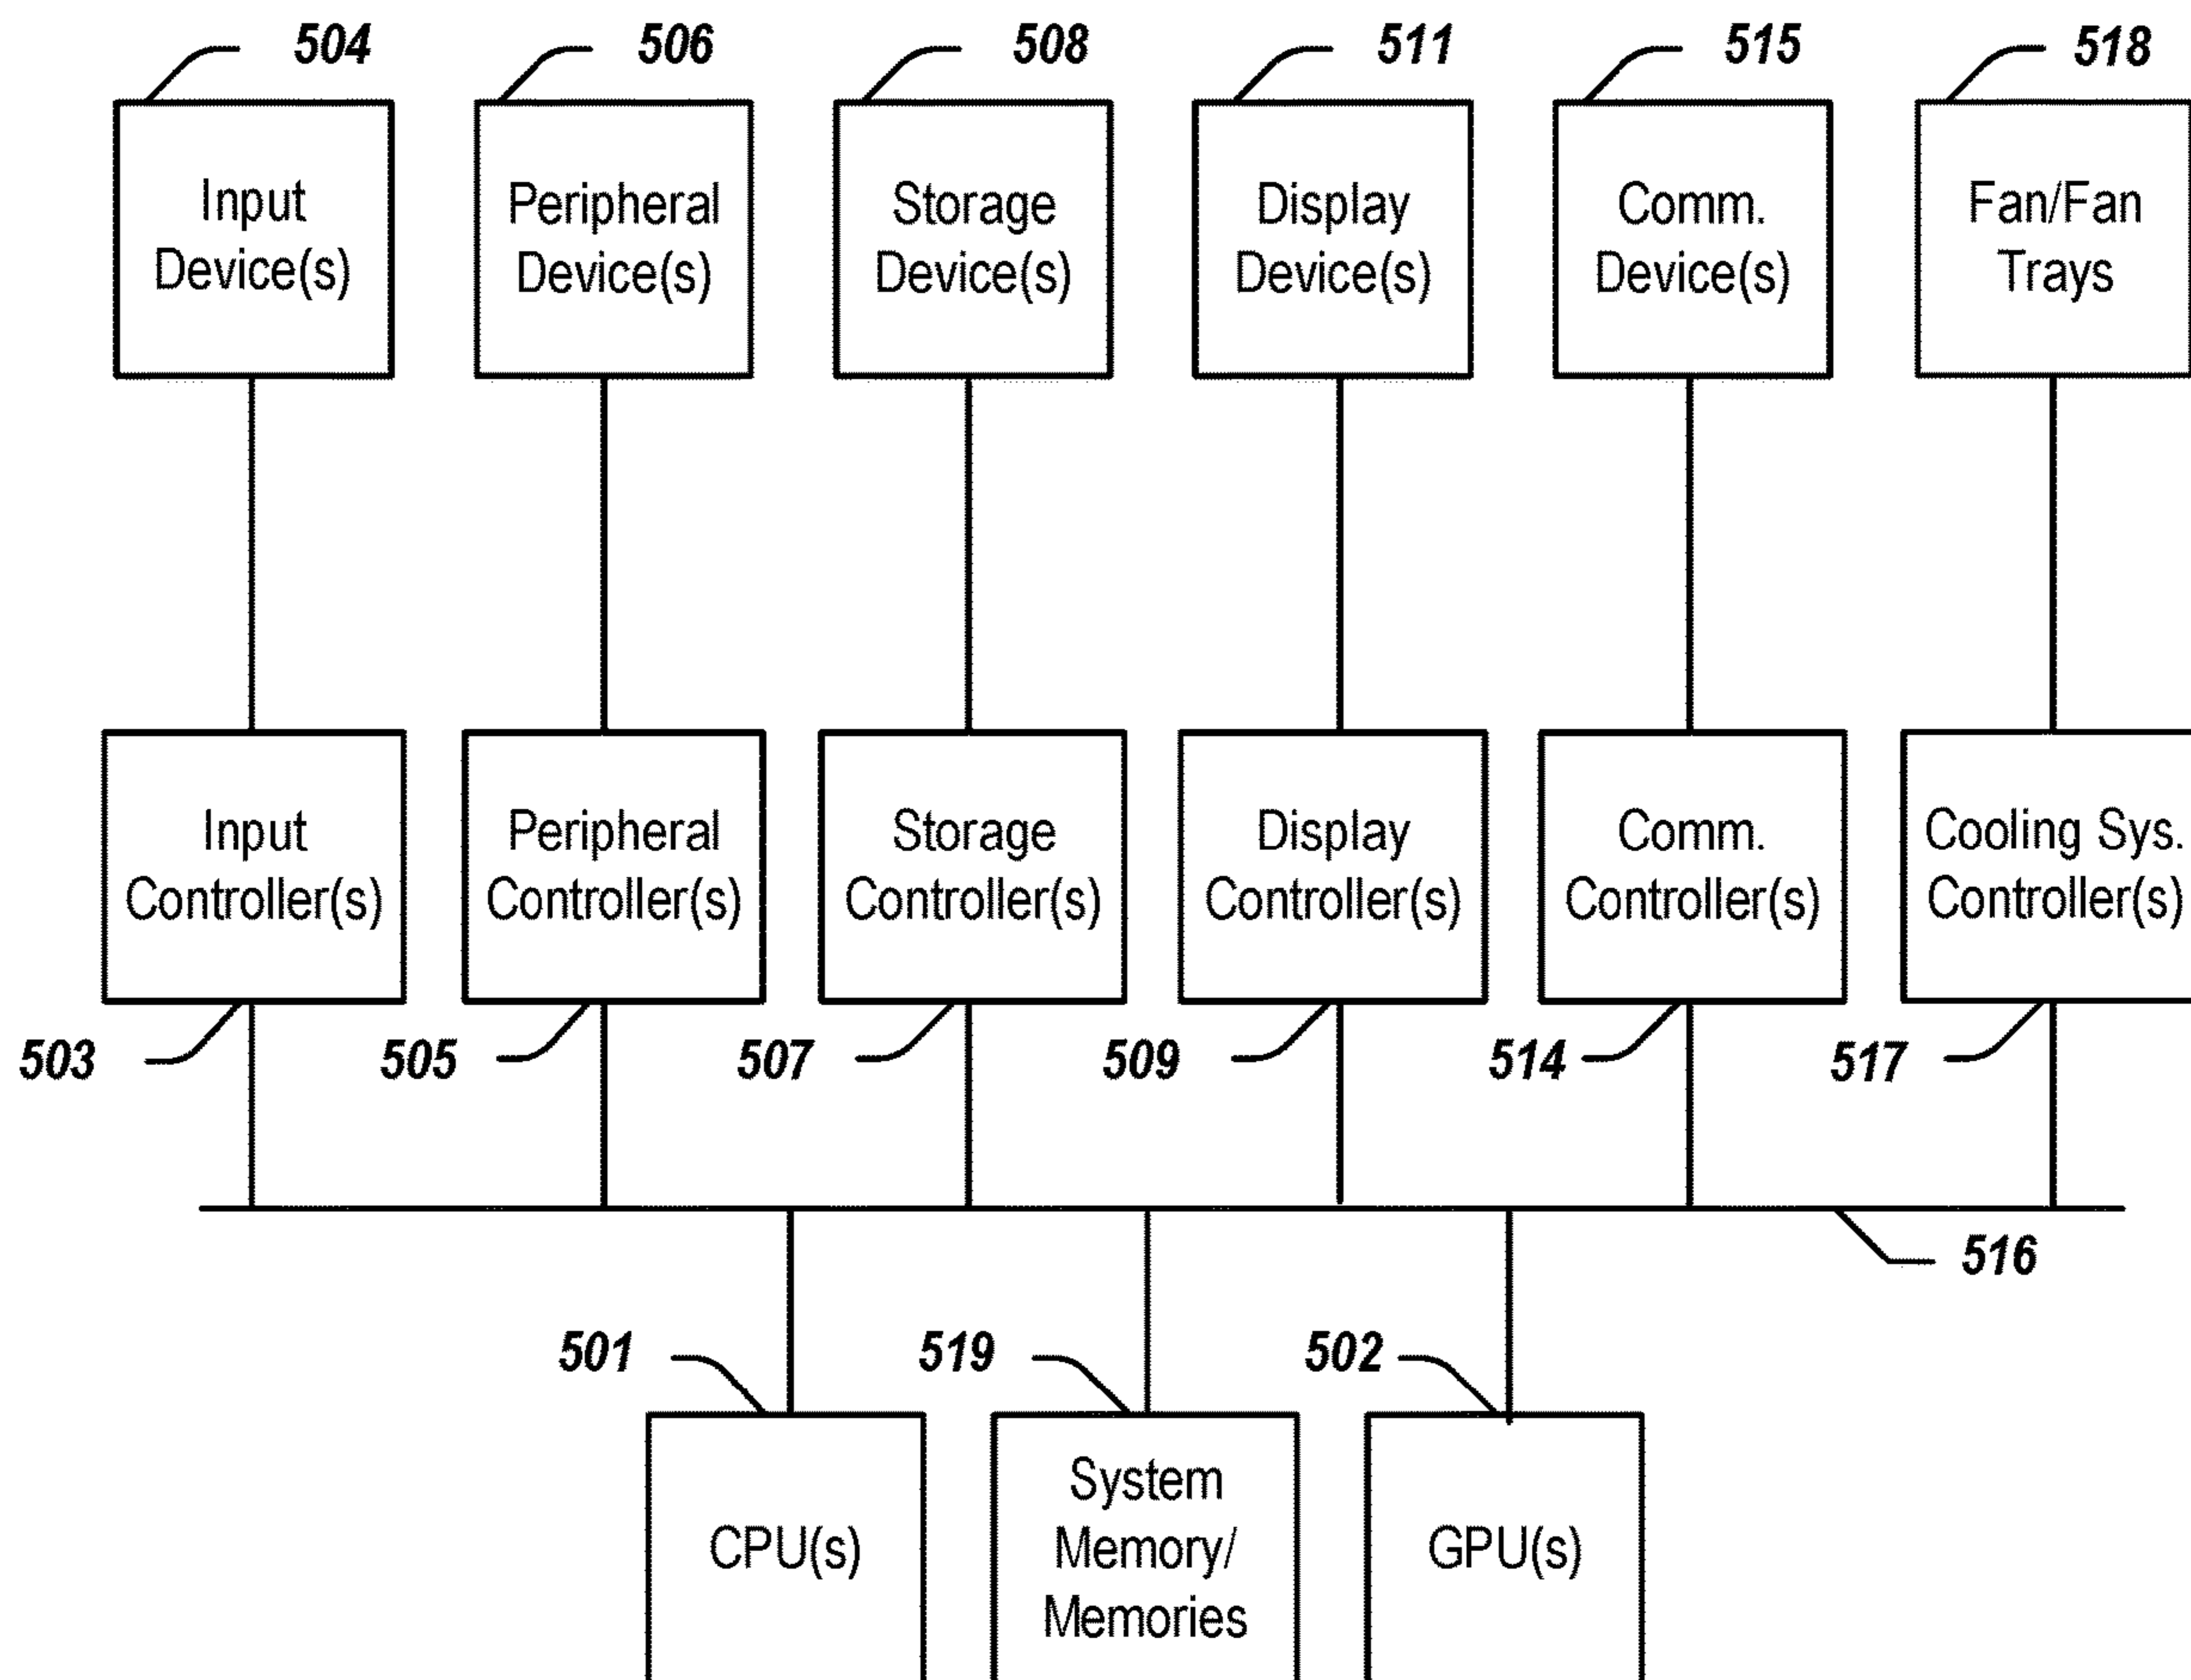 504
506
508
511
515
518
Input
Device(s)
Peripheral
Device(s)
Storage
Device(s)
Display
Device(s)
Comm.
Device(s)
Fan/Fan
Trays
Input
Controller(s)
Peripheral
Controller(s)
Storage
Controller(s)
Display
Controller(s)
Comm.
Controller(s)
Cooling Sys.
Controller(s)
503
505
507
509
514
517
516
501
519
502
CPU(s)
System
Memory/
Memories
GPU(s)